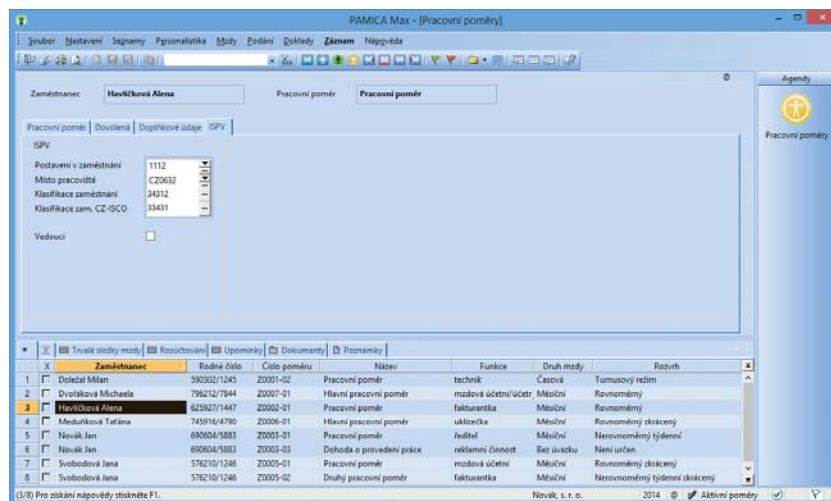 PAMICA Max - [Pracovní poměry]
Soubor Nastavení Seznamy Personalistika Mzdy Podání Doklady Záznam Nápověda
Agendy
Zaměstnanec Havlíčková Alena Pracovní poměr Pracovní poměr
Pracovní poměry
Pracovní poměr Dovolená Doplňkové údaje ISPV
ISPV
Postavení v zaměstnání 1112
Místo pracoviště CZ0632
Klasifikace zaměstnání 34312
Klasifikace zam. CZ-ISCO 33431
Vedoucí
Trvalé složky mzdy Rozúčtování Upomínky Dokumenty Poznámky
X Zaměstnanec Rodné číslo Číslo poměru Název Funkce Druh mzdy Rozvrh
1 Doležal Milan 590302/1245 Z0001-02 Pracovní poměr technik Časová Turnusový režim
2 Dvořáková Michaela 796212/7844 Z0007-01 Hlavní pracovní poměr mzdová účetní/účetr Měsíční Rovnoměrný
3 Havlíčková Alena 625927/1447 Z0002-01 Pracovní poměr fakturantka Měsíční Rovnoměrný
4 Meduňková Taťána 745916/4790 Z0006-01 Hlavní pracovní poměr uklízečka Měsíční Rovnoměrný zkrácený
5 Novák Jan 690604/5883 Z0003-01 Pracovní poměr ředitel Měsíční Nerovnoměrný týdenní
6 Novák Jan 690604/5883 Z0003-03 Dohoda o provedení práce reklamní činnost Bez úvazku Není určen
7 Svobodová Jana 576210/1246 Z0005-01 Pracovní poměr mzdová účetní Měsíční Rovnoměrný zkrácený
8 Svobodová Jana 576210/1246 Z0005-02 Druhý pracovní poměr fakturantka Měsíční Nerovnoměrný týdenní zkrácený
(3/8) Pro získání nápovědy stiskněte F1. Novák, s. r. o. 2014 @ Aktivní poměry